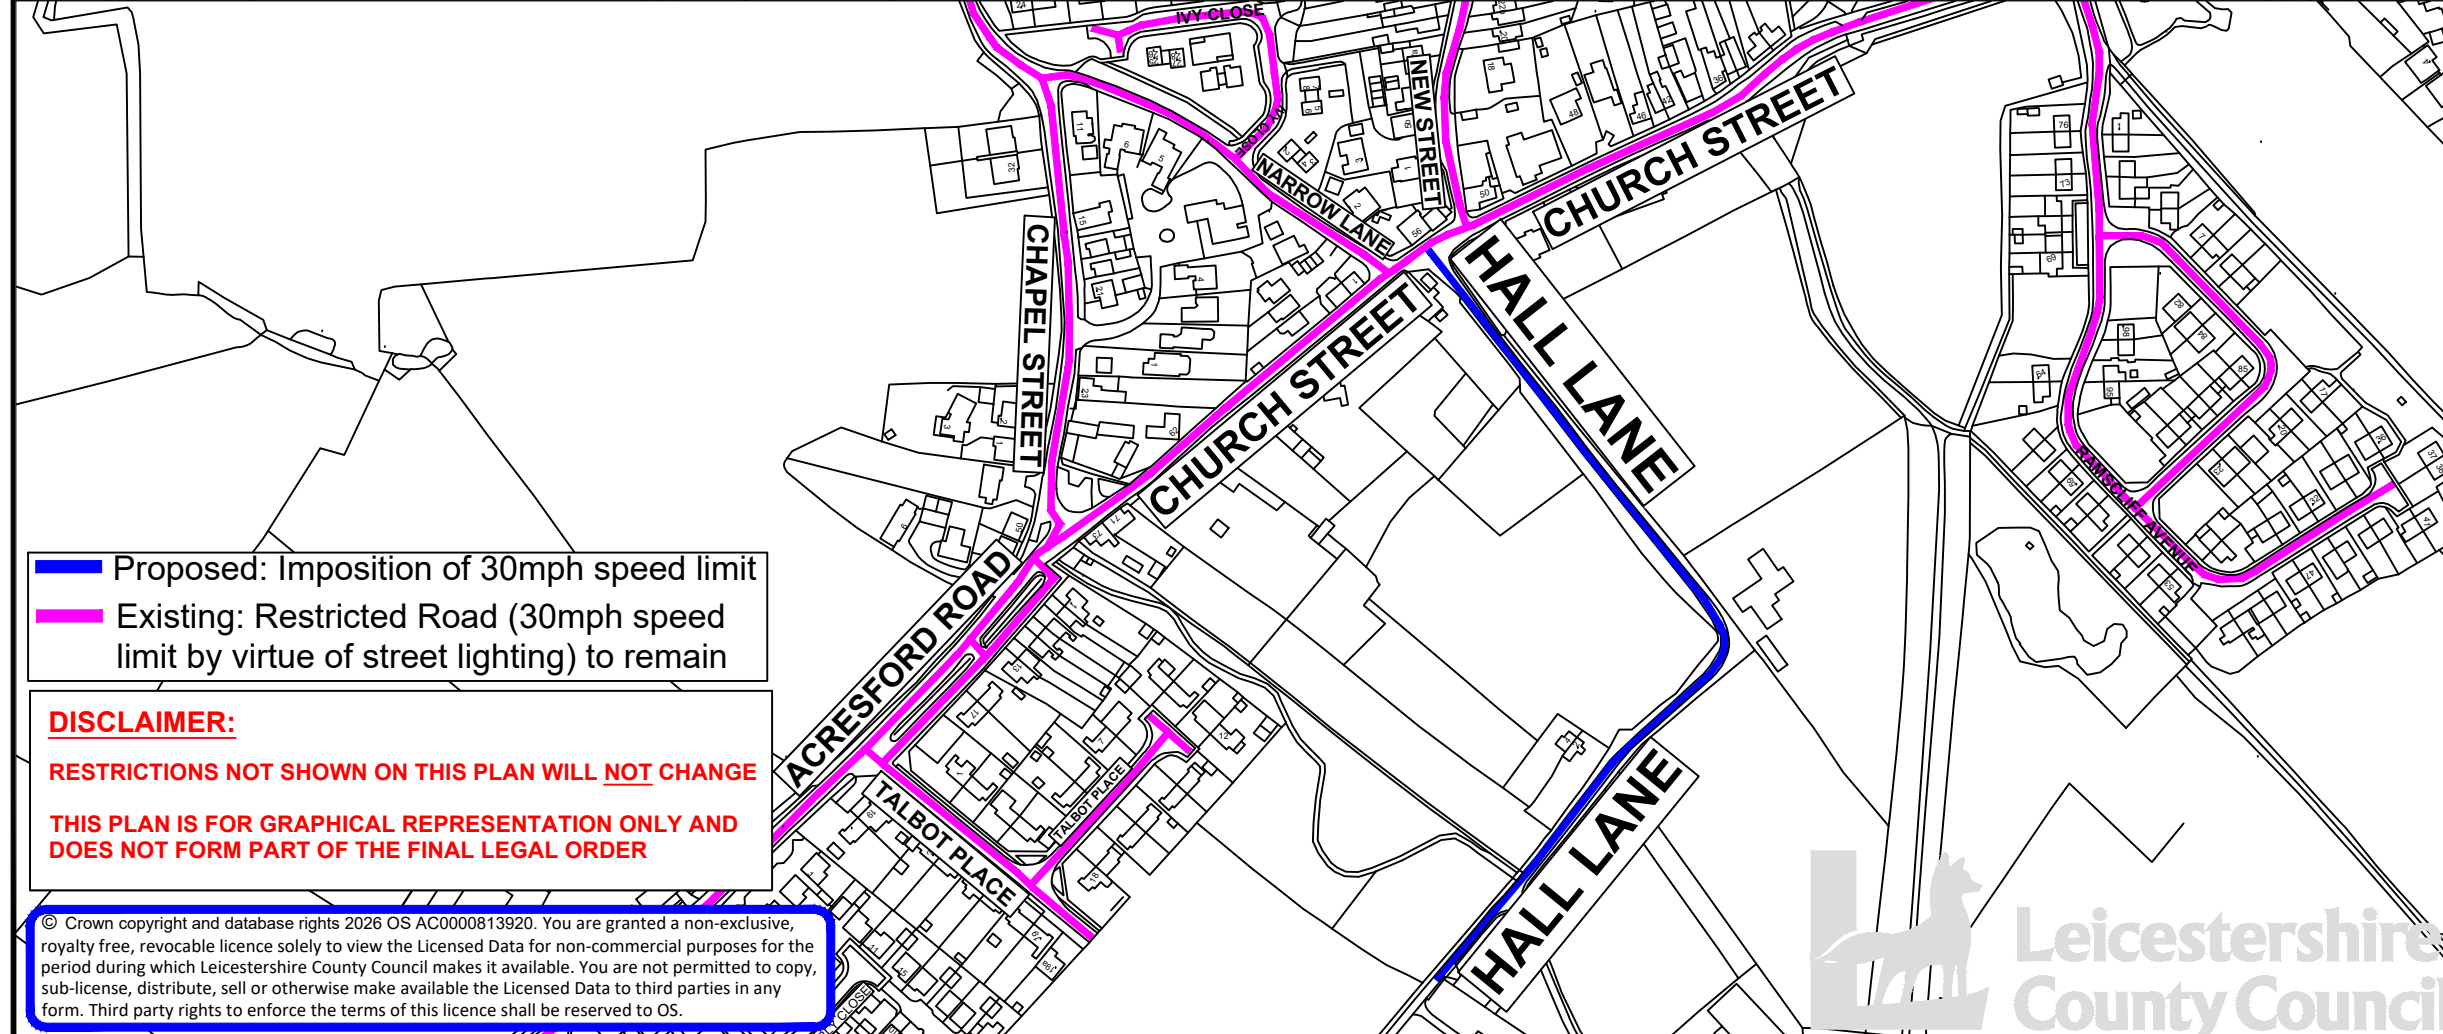 IVY CLOSE
IVY CLOSE
NEW STREET
CHURCH STREET
NARROW LANE
HALL LANE
CHAPEL STREET
CHURCH STREET
RAMSCLIFF AVENUE
ACRESFORD ROAD
TALBOT PLACE
TALBOT PLACE
HALL LANE
CLOSE
Proposed: Imposition of 30mph speed limit
Existing: Restricted Road (30mph speed
limit by virtue of street lighting) to remain
DISCLAIMER:
RESTRICTIONS NOT SHOWN ON THIS PLAN WILL NOT CHANGE
THIS PLAN IS FOR GRAPHICAL REPRESENTATION ONLY AND
DOES NOT FORM PART OF THE FINAL LEGAL ORDER
© Crown copyright and database rights 2026 OS AC0000813920. You are granted a non-exclusive,
royalty free, revocable licence solely to view the Licensed Data for non-commercial purposes for the
period during which Leicestershire County Council makes it available. You are not permitted to copy,
sub-license, distribute, sell or otherwise make available the Licensed Data to third parties in any
form. Third party rights to enforce the terms of this licence shall be reserved to OS.
Leicestershire
County Council